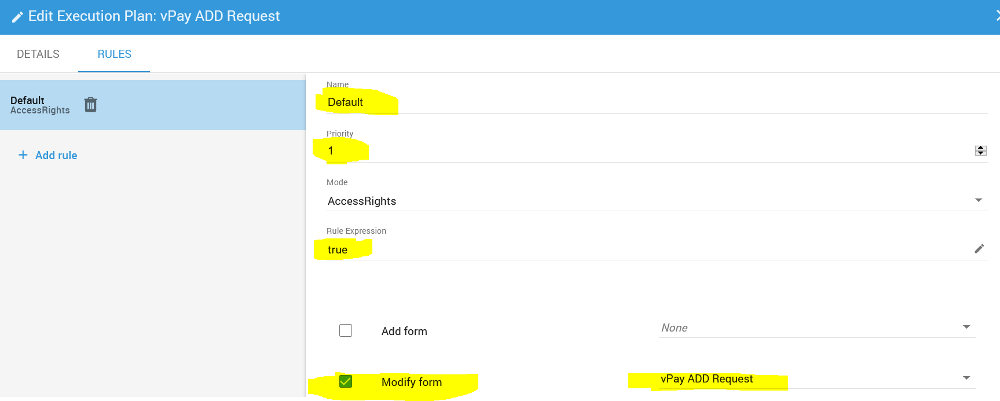 Edit Execution Plan: vPay ADD Request
DETAILS
RULES
Default
AccessRights
+ Add rule
Name
Default
Priority
1
Mode
AccessRights
Rule Expression
true
Add form
None
Modify form
vPay ADD Request